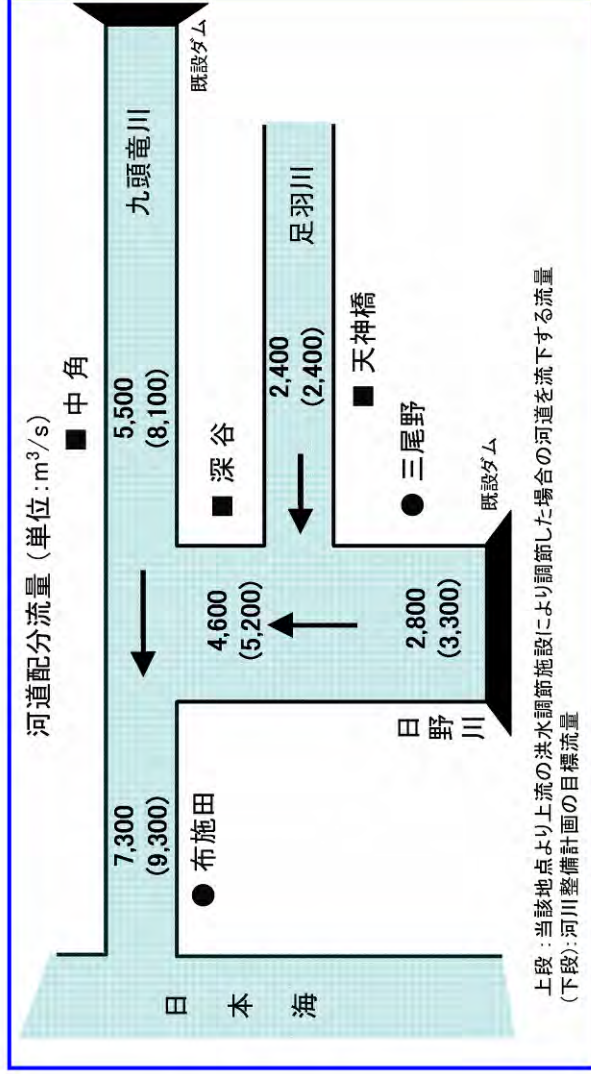 河道配分流量 (単位:m³/s)
■中角
九頭竜川
既設ダム
5,500
(8,100)
7,300
(9,300)
●布施田
日本海
■深谷
4,600
(5,200)
足羽川
2,400
(2,400)
■天神橋
●三尾野
2,800
(3,300)
日野川
既設ダム
上段:当該地点より上流の洪水調節施設により調節した場合の河道を流下する流量
(下段):河川整備計画の目標流量